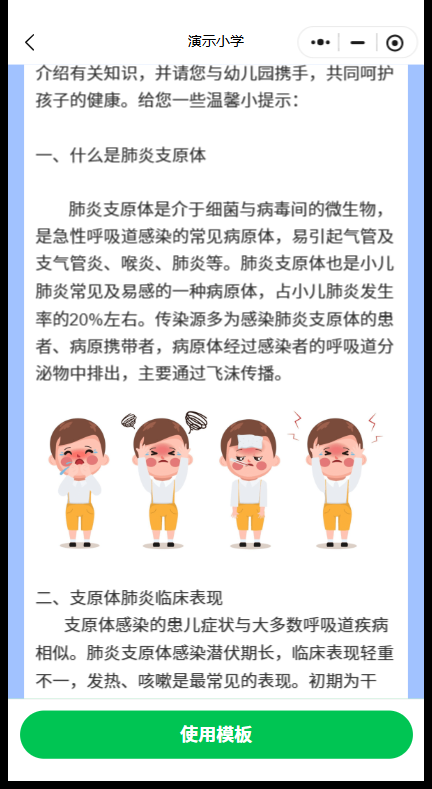 演示小学
介绍有关知识，并请您与幼儿园携手，共同呵护
孩子的健康。给您一些温馨小提示：
一、什么是肺炎支原体
肺炎支原体是介于细菌与病毒间的微生物，
是急性呼吸道感染的常见病原体，易引起气管及
支气管炎、喉炎、肺炎等。肺炎支原体也是小儿
肺炎常见及易感的一种病原体，占小儿肺炎发生
率的20%左右。传染源多为感染肺炎支原体的患
者、病原携带者，病原体经过感染者的呼吸道分
泌物中排出，主要通过飞沫传播。
二、支原体肺炎临床表现
支原体感染的患儿症状与大多数呼吸道疾病
相似。肺炎支原体感染潜伏期长，临床表现轻重
不一，发热、咳嗽是最常见的表现。初期为干
使用模板